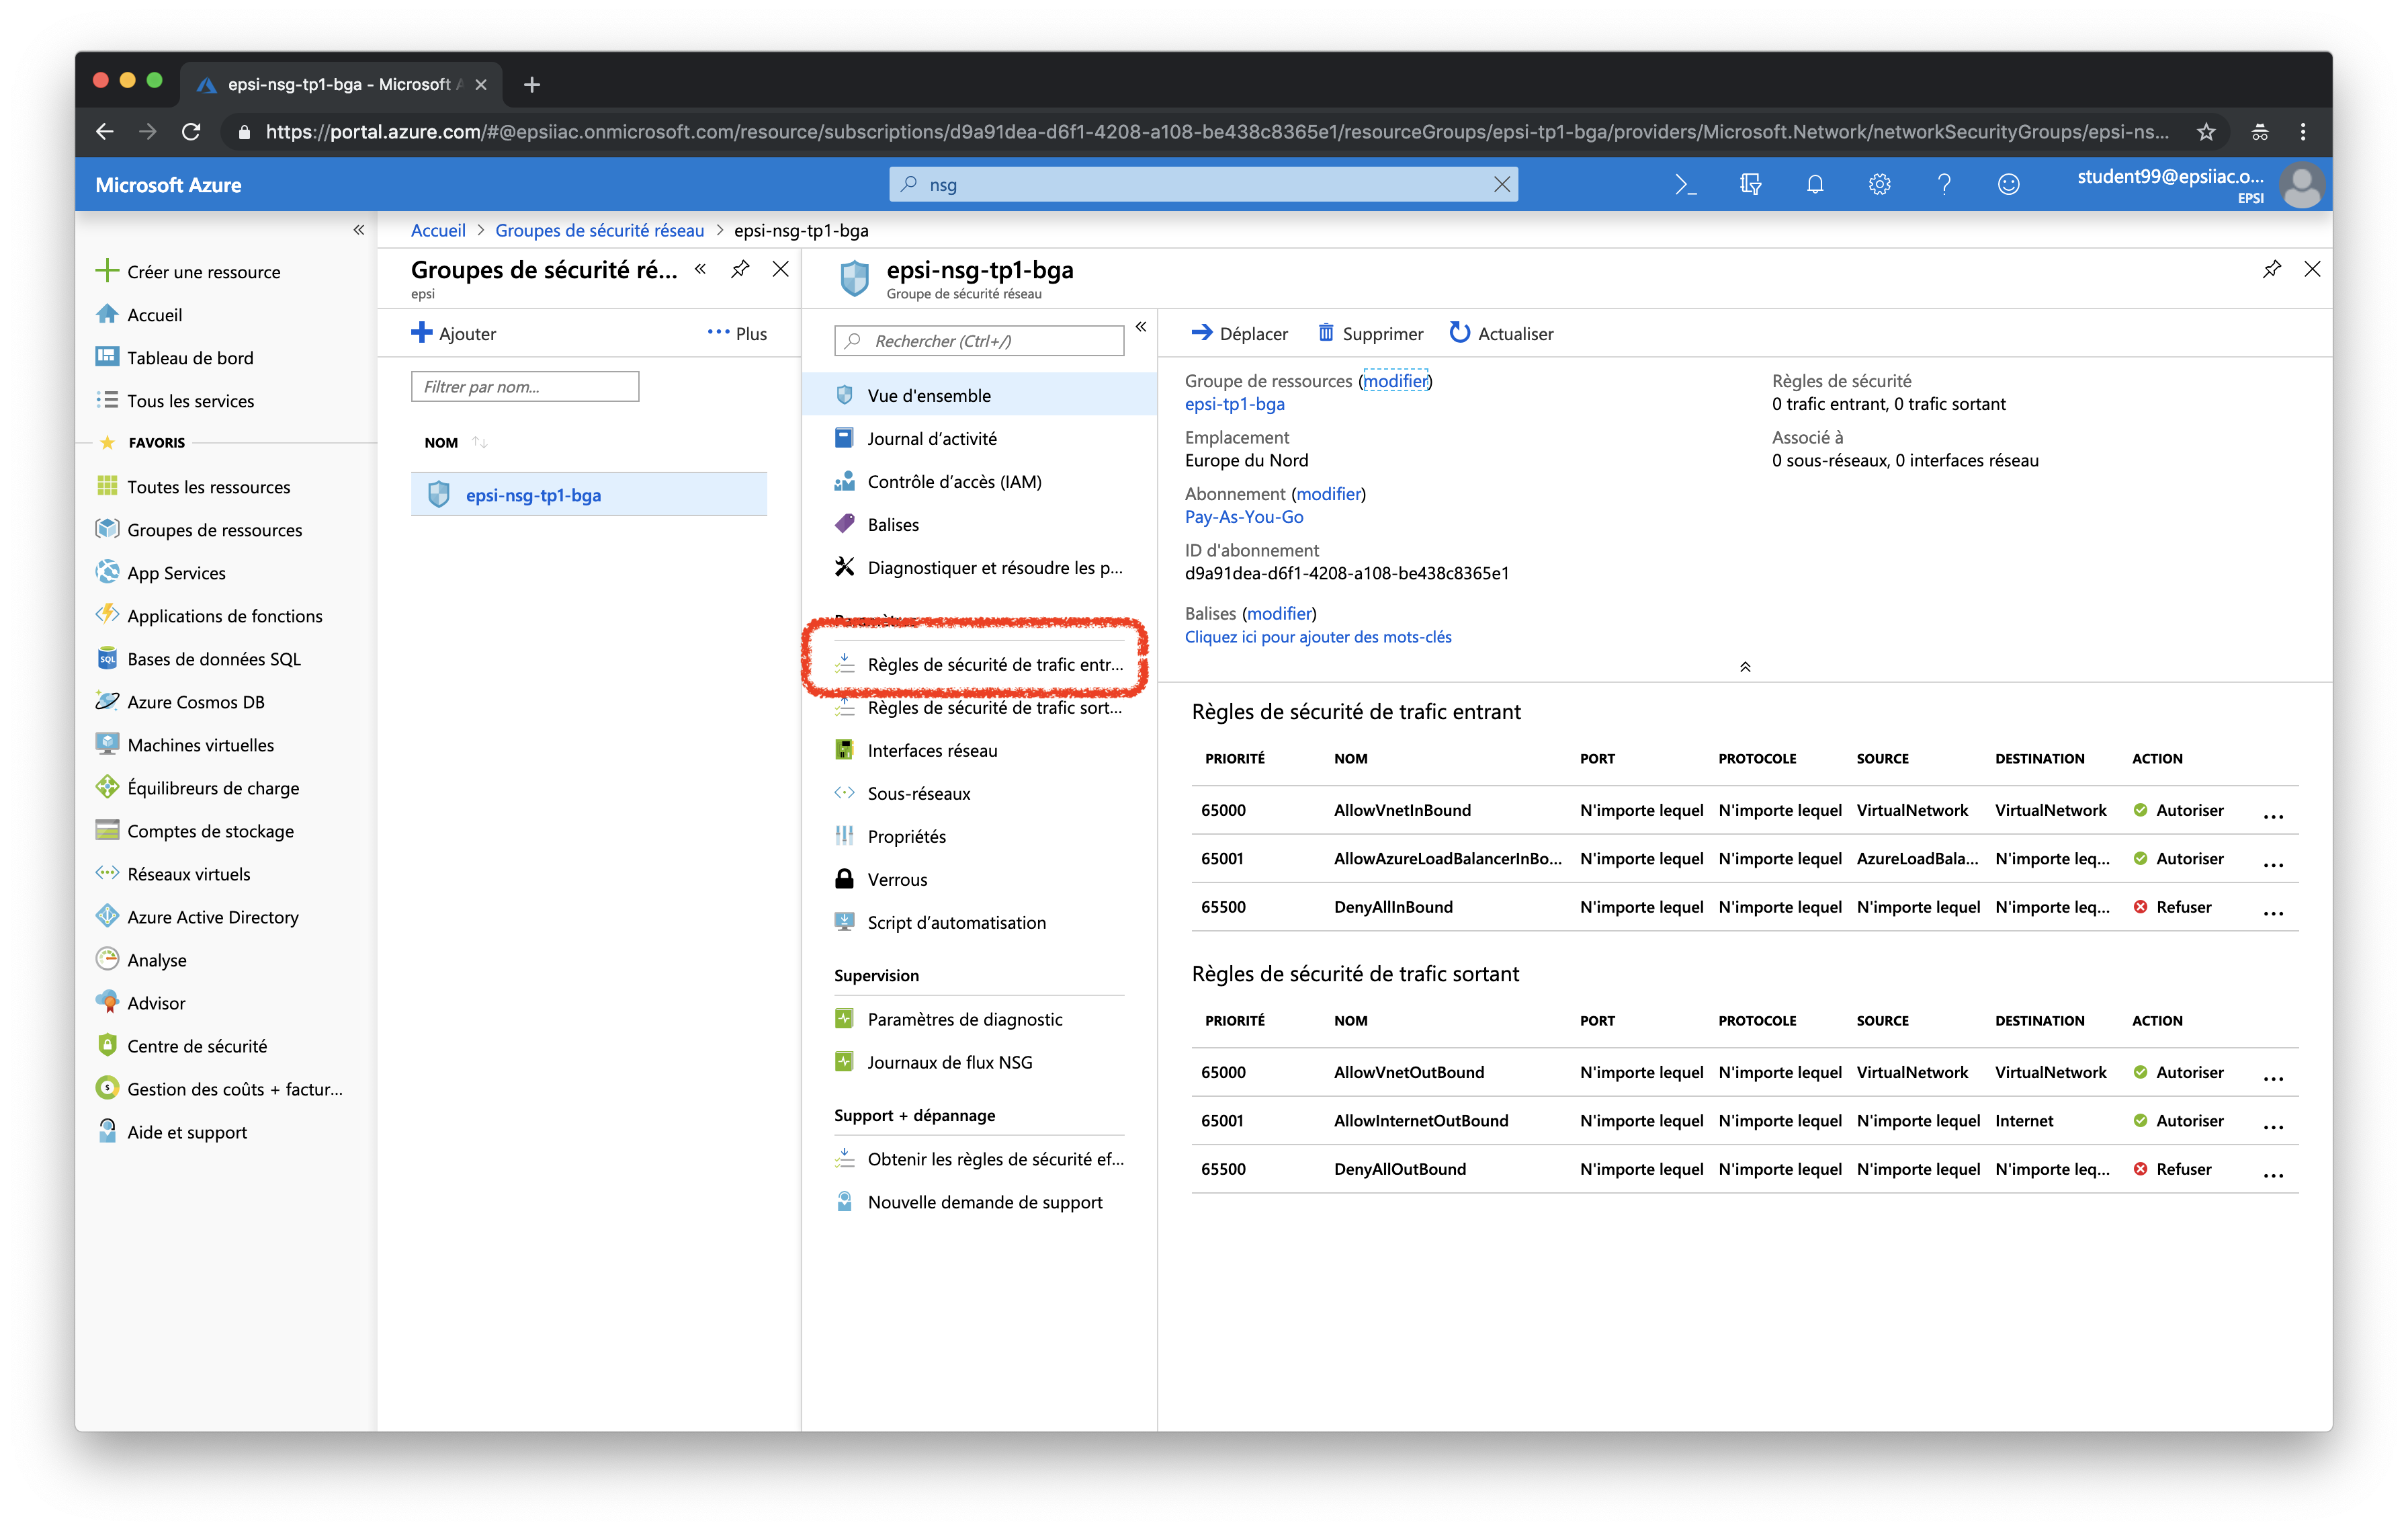 epsi-nsg-tp1-bga - Microsoft A
https://portal.azure.com/#@epsiiac.onmicrosoft.com/resource/subscriptions/d9a91dea-d6f1-4208-a108-be438c8365e1/resourceGroups/epsi-tp1-bga/providers/Microsoft.Network/networkSecurityGroups/epsi-ns...
Microsoft Azure
nsg
student99@epsiiac.o...
EPSI
Accueil > Groupes de sécurité réseau > epsi-nsg-tp1-bga
Créer une ressource
Accueil
Tableau de bord
Tous les services
FAVORIS
Toutes les ressources
Groupes de ressources
App Services
Applications de fonctions
Bases de données SQL
Azure Cosmos DB
Machines virtuelles
Équilibreurs de charge
Comptes de stockage
Réseaux virtuels
Azure Active Directory
Analyse
Advisor
Centre de sécurité
Gestion des coûts + factur...
Aide et support
Groupes de sécurité ré...
epsi
Ajouter
Plus
Filtrer par nom...
NOM
epsi-nsg-tp1-bga
epsi-nsg-tp1-bga
Groupe de sécurité réseau
Rechercher (Ctrl+/)
Vue d'ensemble
Journal d'activité
Contrôle d'accès (IAM)
Balises
Diagnostiquer et résoudre les p...
Paramètres
Règles de sécurité de trafic entr...
Règles de sécurité de trafic sort...
Interfaces réseau
Sous-réseaux
Propriétés
Verrous
Script d'automatisation
Supervision
Paramètres de diagnostic
Journaux de flux NSG
Support + dépannage
Obtenir les règles de sécurité ef...
Nouvelle demande de support
Déplacer Supprimer Actualiser
Groupe de ressources (modifier)
epsi-tp1-bga
Emplacement
Europe du Nord
Abonnement (modifier)
Pay-As-You-Go
ID d'abonnement
d9a91dea-d6f1-4208-a108-be438c8365e1
Balises (modifier)
Cliquez ici pour ajouter des mots-clés
Règles de sécurité
0 trafic entrant, 0 trafic sortant
Associé à
0 sous-réseaux, 0 interfaces réseau
Règles de sécurité de trafic entrant
PRIORITÉ NOM PORT PROTOCOLE SOURCE DESTINATION ACTION
65000 AllowVnetInBound N'importe lequel N'importe lequel VirtualNetwork VirtualNetwork Autoriser ...
65001 AllowAzureLoadBalancerInBo... N'importe lequel N'importe lequel AzureLoadBala... N'importe leq... Autoriser ...
65500 DenyAllInBound N'importe lequel N'importe lequel N'importe lequel N'importe leq... Refuser ...
Règles de sécurité de trafic sortant
PRIORITÉ NOM PORT PROTOCOLE SOURCE DESTINATION ACTION
65000 AllowVnetOutBound N'importe lequel N'importe lequel VirtualNetwork VirtualNetwork Autoriser ...
65001 AllowInternetOutBound N'importe lequel N'importe lequel N'importe lequel Internet Autoriser ...
65500 DenyAllOutBound N'importe lequel N'importe lequel N'importe lequel N'importe leq... Refuser ...